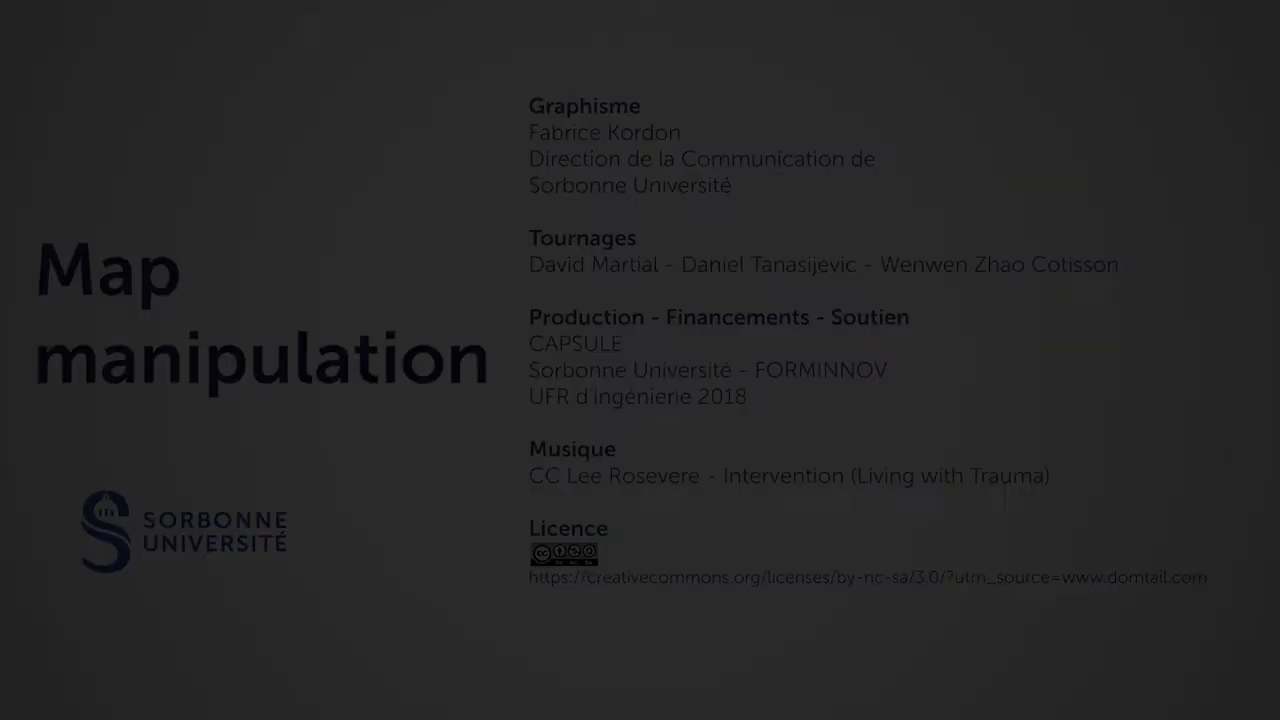 Map
manipulation
SORBONNE
UNIVERSITÉ
Graphisme
Fabrice Kordon
Direction de la Communication de
Sorbonne Université
Tournages
David Martial - Daniel Tanasijevic - Wenwen Zhao Cotisson
Production - Financements - Soutien
CAPSULE
Sorbonne Université - FORMINNOV
UFR d'ingénierie 2018
Musique
CC Lee Rosevere - Intervention (Living with Trauma)
Licence
https://creativecommons.org/licenses/by-nc-sa/3.0/?utm_source=www.domtail.com